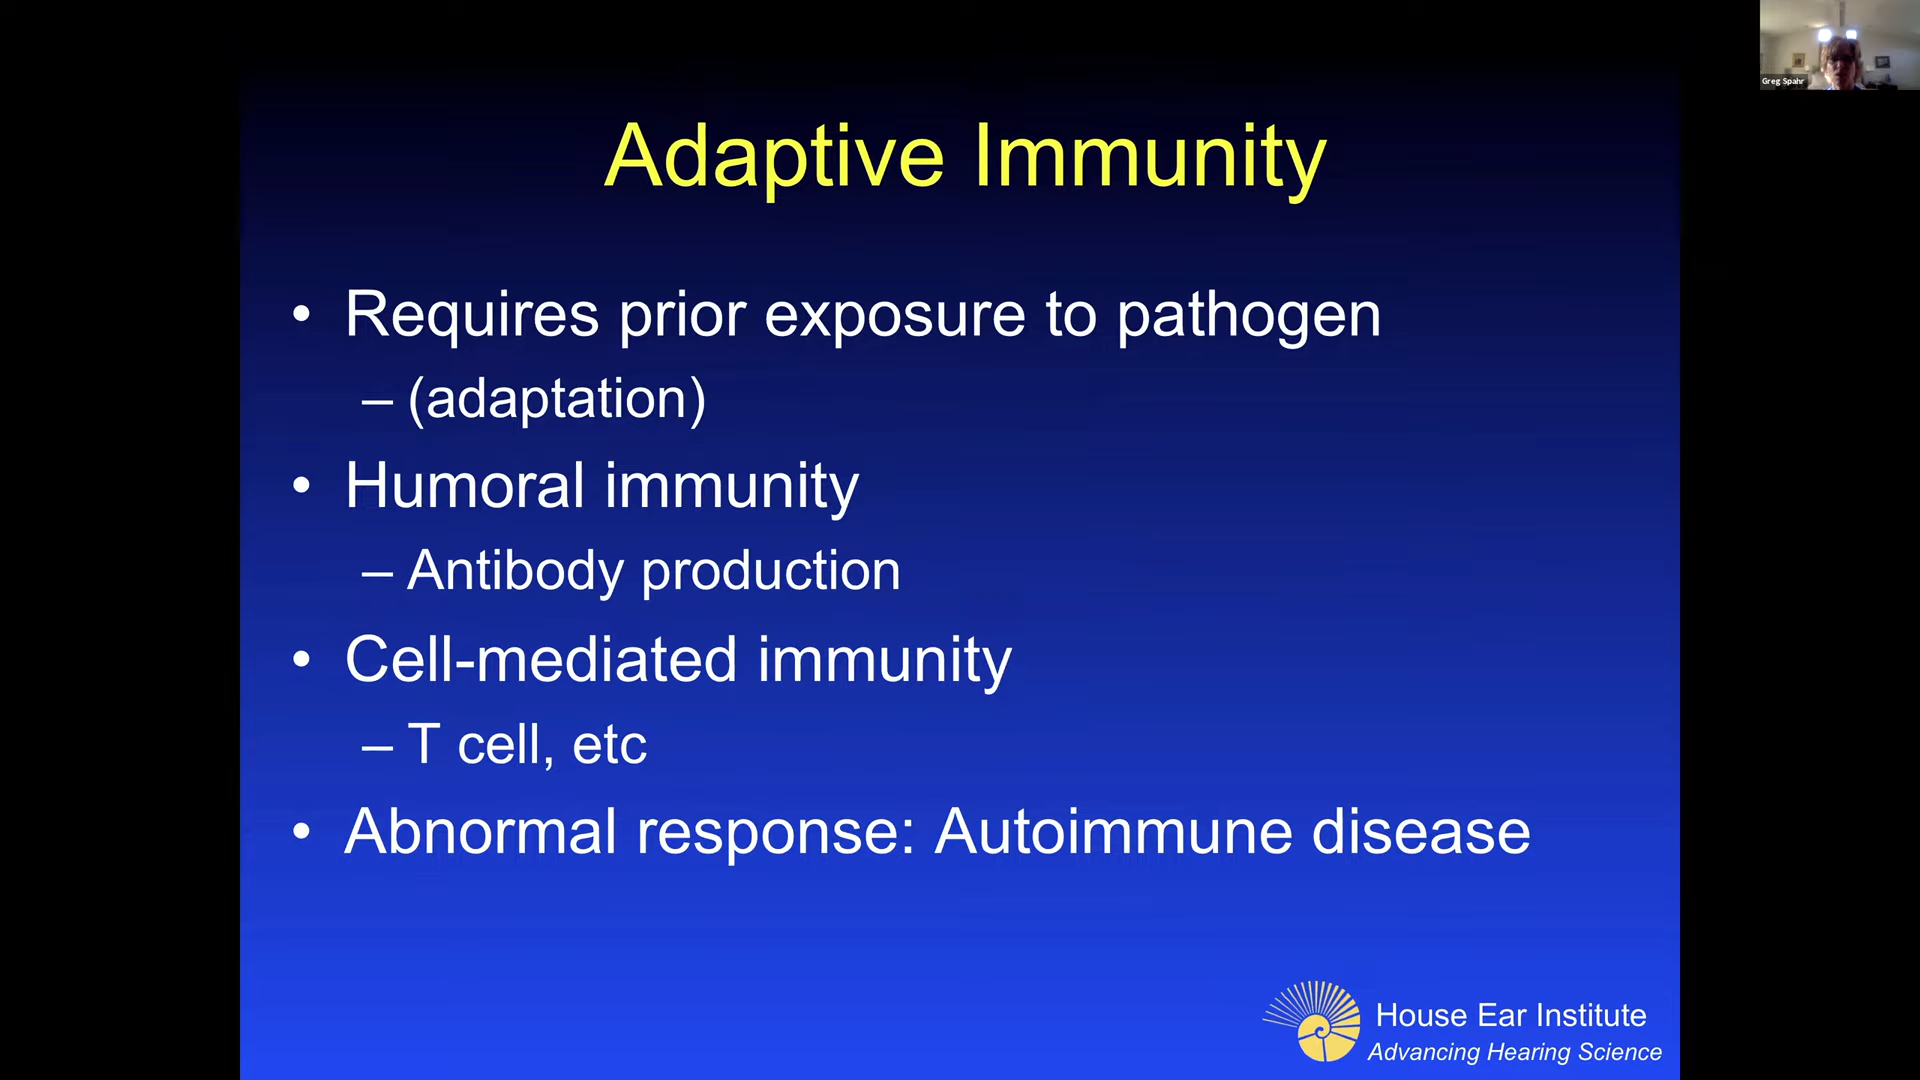 Greg Spahr
Adaptive Immunity
• Requires prior exposure to pathogen
– (adaptation)
• Humoral immunity
– Antibody production
• Cell-mediated immunity
– T cell, etc
• Abnormal response: Autoimmune disease
House Ear Institute
Advancing Hearing Science